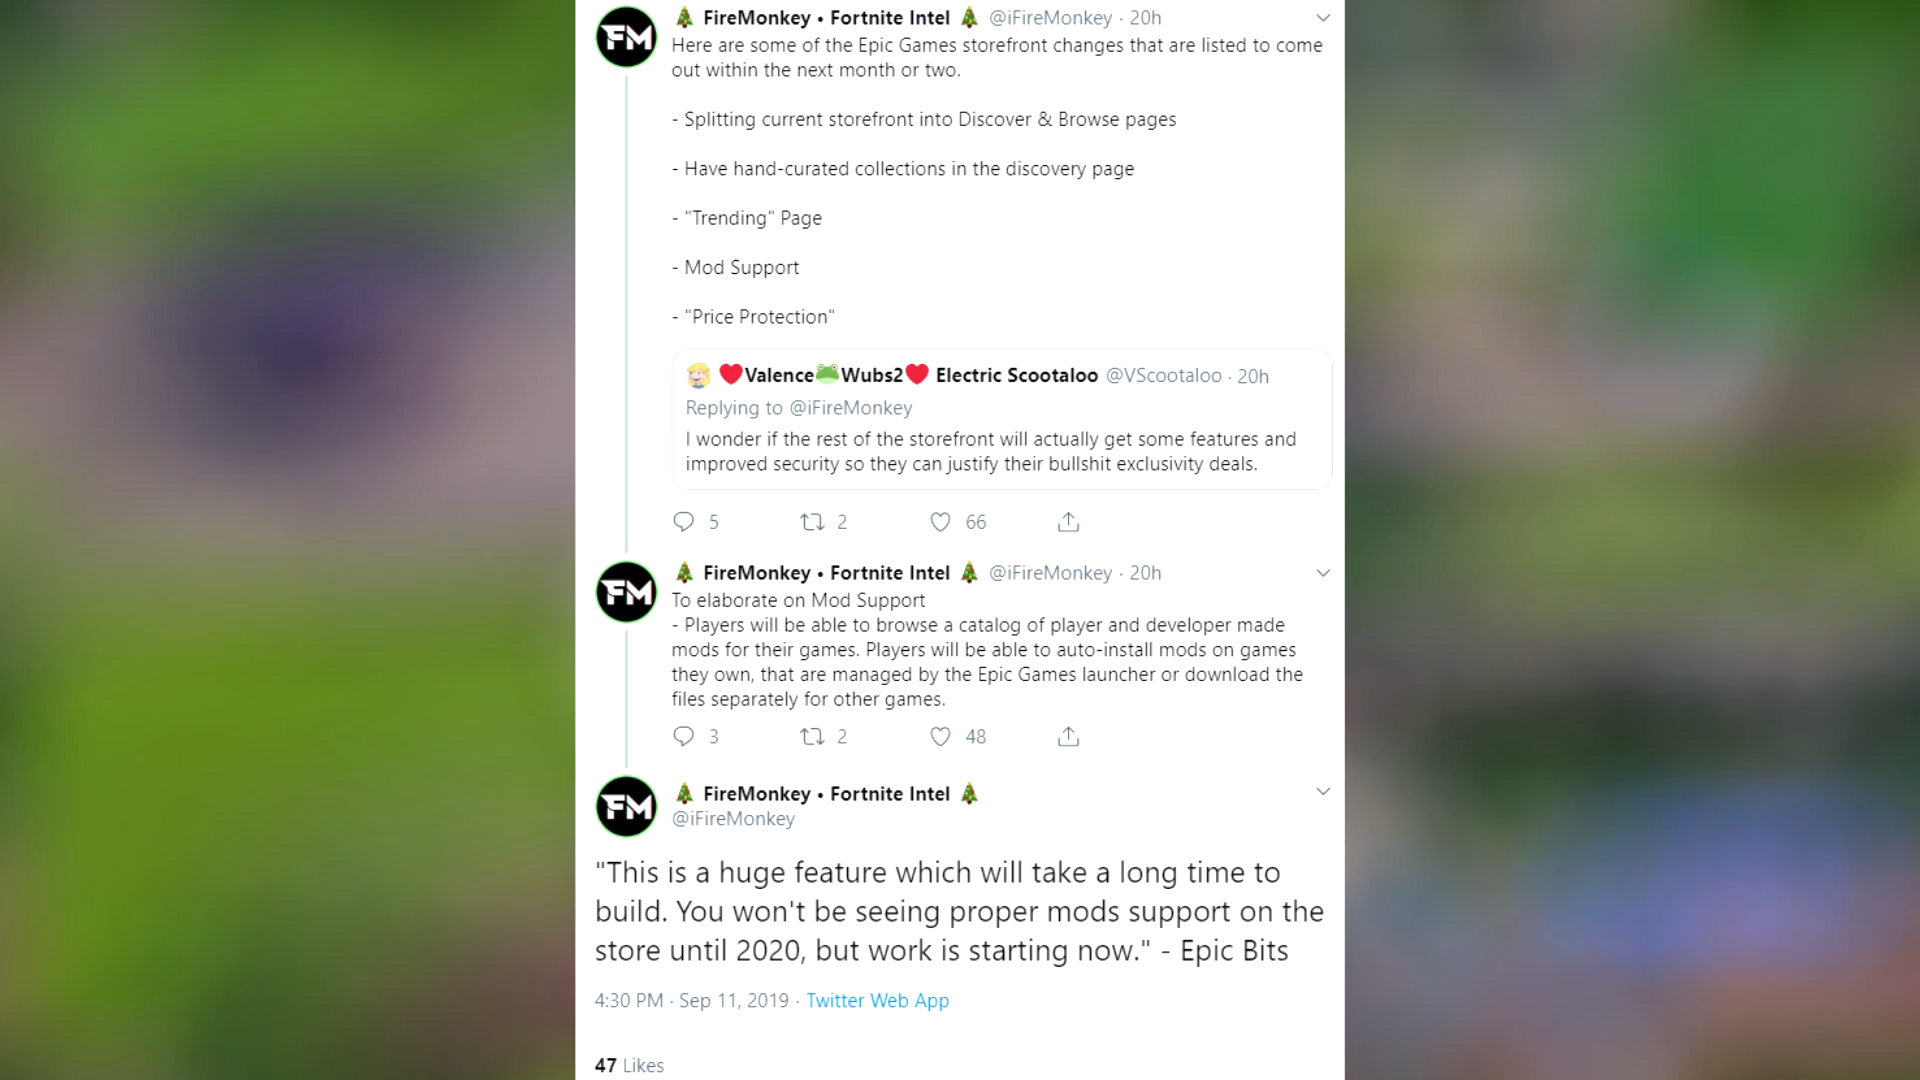 FM
🎄 FireMonkey • Fortnite Intel 🎄 @iFireMonkey · 20h
Here are some of the Epic Games storefront changes that are listed to come
out within the next month or two.
- Splitting current storefront into Discover & Browse pages
- Have hand-curated collections in the discovery page
- "Trending" Page
- Mod Support
- "Price Protection"
❤️Valence🐸Wubs2❤️ Electric Scootaloo @VScootaloo · 20h
Replying to @iFireMonkey
I wonder if the rest of the storefront will actually get some features and
improved security so they can justify their bullshit exclusivity deals.
5 2 66
FM
🎄 FireMonkey • Fortnite Intel 🎄 @iFireMonkey · 20h
To elaborate on Mod Support
- Players will be able to browse a catalog of player and developer made
mods for their games. Players will be able to auto-install mods on games
they own, that are managed by the Epic Games launcher or download the
files separately for other games.
3 2 48
FM
🎄 FireMonkey • Fortnite Intel 🎄
@iFireMonkey
"This is a huge feature which will take a long time to
build. You won't be seeing proper mods support on the
store until 2020, but work is starting now." - Epic Bits
4:30 PM · Sep 11, 2019 · Twitter Web App
47 Likes